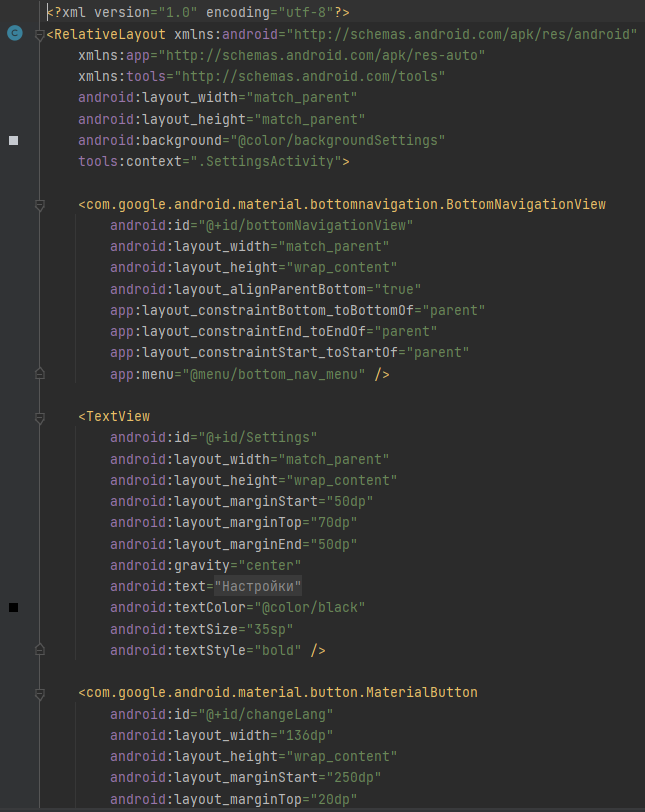 <?xml version="1.0" encoding="utf-8"?>
<RelativeLayout xmlns:android="http://schemas.android.com/apk/res/android"
    xmlns:app="http://schemas.android.com/apk/res-auto"
    xmlns:tools="http://schemas.android.com/tools"
    android:layout_width="match_parent"
    android:layout_height="match_parent"
    android:background="@color/backgroundSettings"
    tools:context=".SettingsActivity">

    <com.google.android.material.bottomnavigation.BottomNavigationView
        android:id="@+id/bottomNavigationView"
        android:layout_width="match_parent"
        android:layout_height="wrap_content"
        android:layout_alignParentBottom="true"
        app:layout_constraintBottom_toBottomOf="parent"
        app:layout_constraintEnd_toEndOf="parent"
        app:layout_constraintStart_toStartOf="parent"
        app:menu="@menu/bottom_nav_menu" />

    <TextView
        android:id="@+id/Settings"
        android:layout_width="match_parent"
        android:layout_height="wrap_content"
        android:layout_marginStart="50dp"
        android:layout_marginTop="70dp"
        android:layout_marginEnd="50dp"
        android:gravity="center"
        android:text="Настройки"
        android:textColor="@color/black"
        android:textSize="35sp"
        android:textStyle="bold" />

    <com.google.android.material.button.MaterialButton
        android:id="@+id/changeLang"
        android:layout_width="136dp"
        android:layout_height="wrap_content"
        android:layout_marginStart="250dp"
        android:layout_marginTop="20dp"